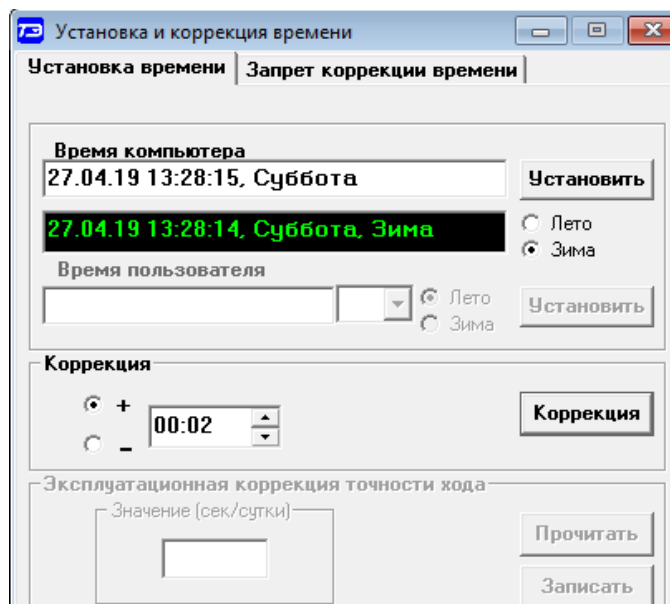 ТЭ Установка и коррекция времени
Установка времени Запрет коррекции времени
Время компьютера
27.04.19 13:28:15, Суббота Установить
27.04.19 13:28:14, Суббота, Зима Лето
Зима
Время пользователя
Лето
Зима Установить
Коррекция
+ 00:02 Коррекция
−
Эксплуатационная коррекция точности хода
Значение (сек/сутки)
Прочитать
Записать